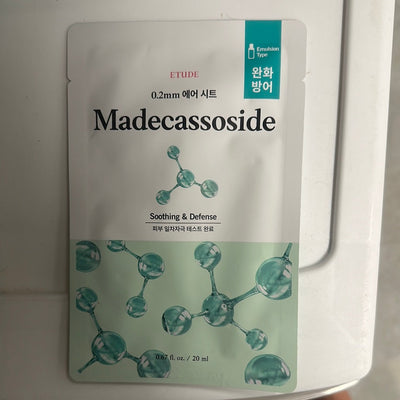 Emulsion
Type
완화
방어
ETUDE
0.2mm 에어 시트
Madecassoside
Soothing & Defense
피부 일차자극 테스트 완료
0.67 fl. oz. / 20 ml